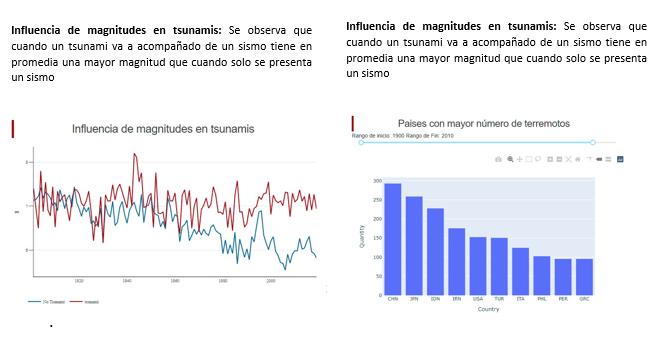 Influencia de magnitudes en tsunamis: Se observa que
cuando un tsunami va a acompañado de un sismo tiene en
promedia una mayor magnitud que cuando solo se presenta
un sismo
Influencia de magnitudes en tsunamis
8
7
6
1920
1940
1960
1980
2000
No Tsunami
tsunami
.
Influencia de magnitudes en tsunamis: Se observa que
cuando un tsunami va a acompañado de un sismo tiene en
promedia una mayor magnitud que cuando solo se presenta
un sismo
Paises con mayor número de terremotos
Rango de inicio: 1900 Rango de Fin: 2010
Quantity
300
250
200
150
100
50
0
CHN JPN IDN IRN USA TUR ITA PHL PER GRC
Country